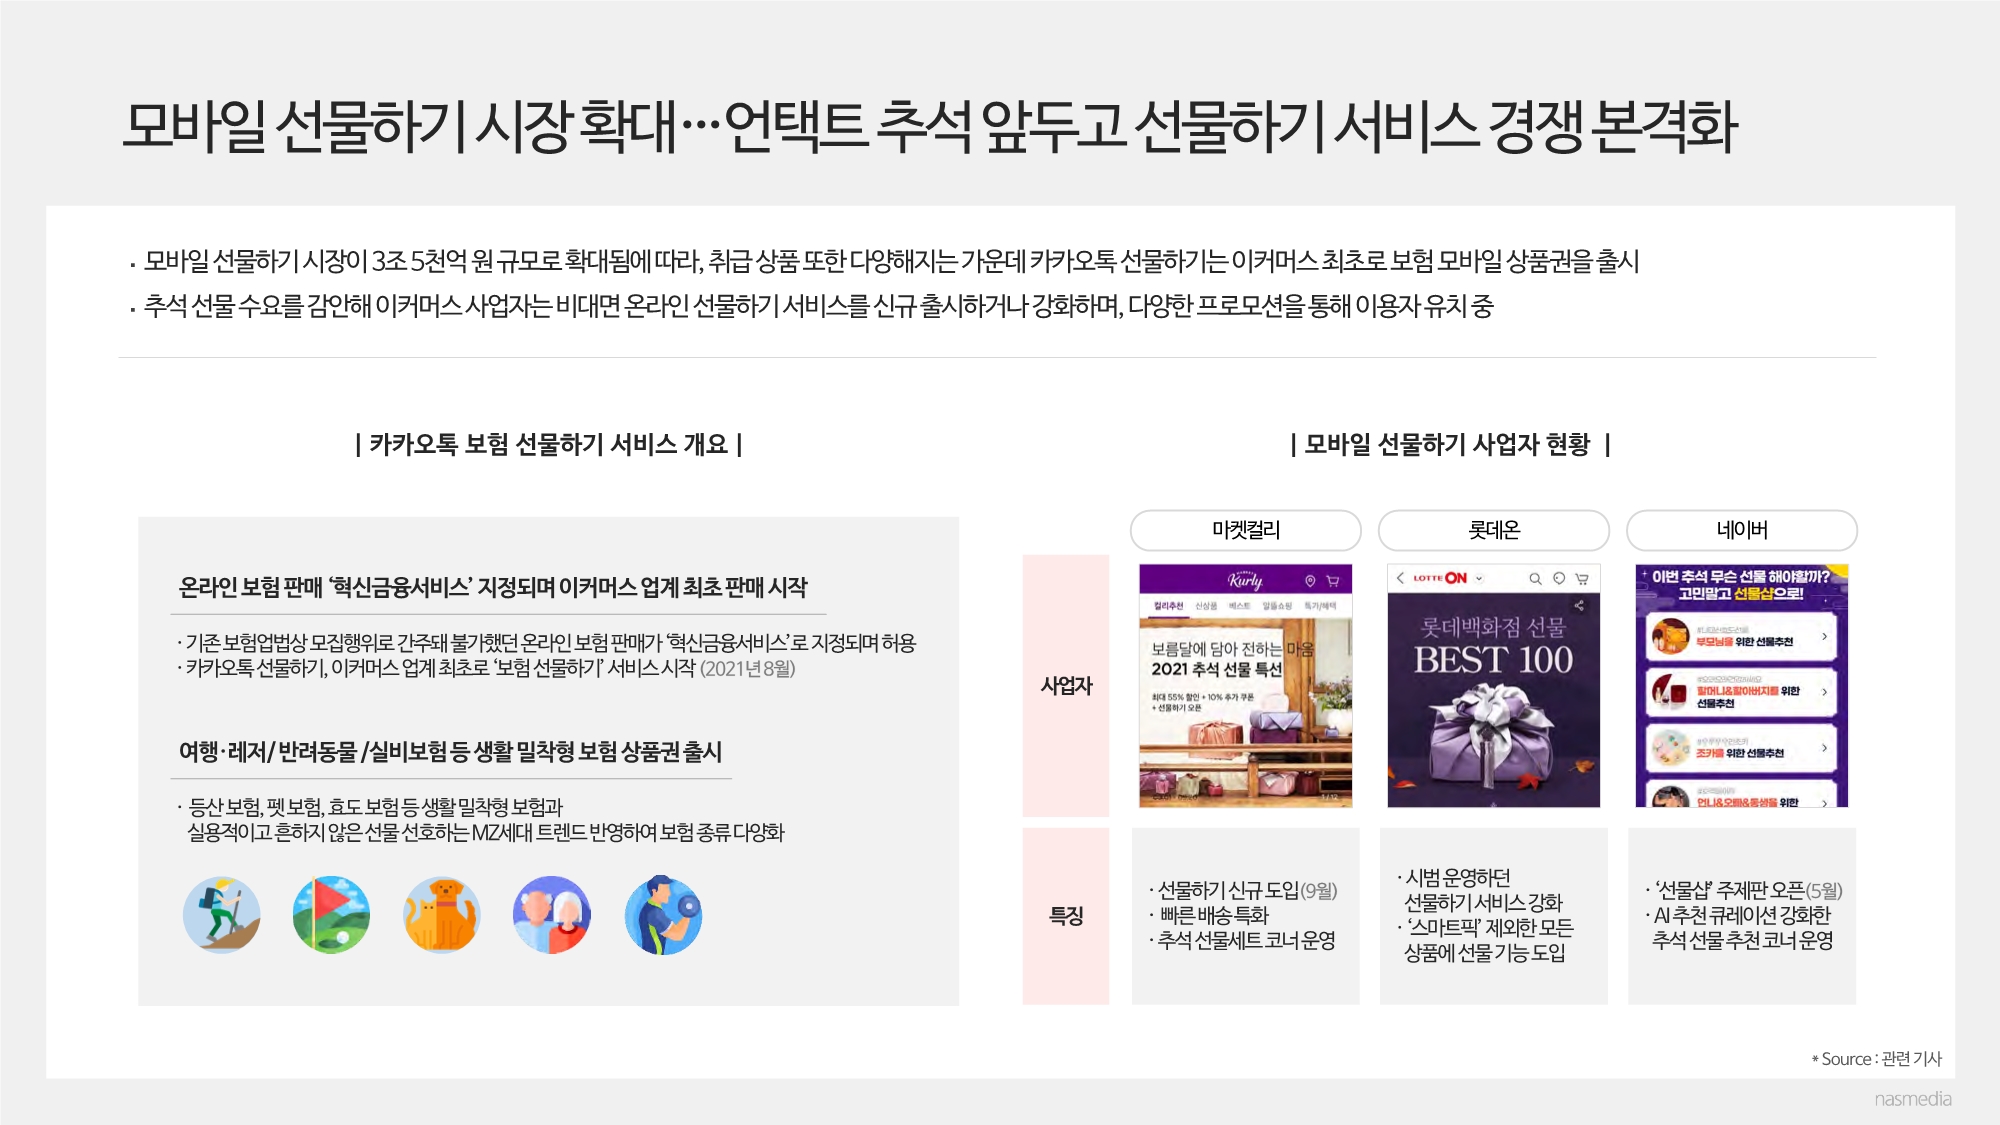 모바일 선물하기 시장 확대…언택트 추석 앞두고 선물하기 서비스 경쟁 본격화
· 모바일 선물하기 시장이 3조 5천억 원 규모로 확대됨에 따라, 취급 상품 또한 다양해지는 가운데 카카오톡 선물하기는 이커머스 최초로 보험 모바일 상품권을 출시
· 추석 선물 수요를 감안해 이커머스 사업자는 비대면 온라인 선물하기 서비스를 신규 출시하거나 강화하며, 다양한 프로모션을 통해 이용자 유치 중
| 카카오톡 보험 선물하기 서비스 개요 |
온라인 보험 판매 ‘혁신금융서비스’ 지정되며 이커머스 업계 최초 판매 시작
· 기존 보험업법상 모집행위로 간주돼 불가했던 온라인 보험 판매가 ‘혁신금융서비스’로 지정되며 허용
· 카카오톡 선물하기, 이커머스 업계 최초로 ‘보험 선물하기’ 서비스 시작 (2021년 8월)
여행·레저/ 반려동물 /실비보험 등 생활 밀착형 보험 상품권 출시
· 등산 보험, 펫 보험, 효도 보험 등 생활 밀착형 보험과
실용적이고 흔하지 않은 선물 선호하는 MZ세대 트렌드 반영하여 보험 종류 다양화
| 모바일 선물하기 사업자 현황 |
마켓컬리
롯데온
네이버
사업자
Kurly
컬리추천 신상품 베스트 알뜰쇼핑 특가/혜택
보름달에 담아 전하는 마음
2021 추석 선물 특선
최대 55% 할인 + 10% 추가 쿠폰
+ 선물하기 오픈
1/12
LOTTE ON
롯데백화점 선물
BEST 100
이번 추석 무슨 선물 해야할까?
고민말고 선물샵으로!
부모님을 위한 선물추천
할머니&할아버지를 위한
선물추천
조카를 위한 선물추천
언니&오빠&동생을 위한
특징
· 선물하기 신규 도입(9월)
· 빠른 배송 특화
· 추석 선물세트 코너 운영
· 시범 운영하던
선물하기 서비스 강화
· ‘스마트픽’ 제외한 모든
상품에 선물 기능 도입
· ‘선물샵’ 주제판 오픈(5월)
· AI 추천 큐레이션 강화한
추석 선물 추천 코너 운영
* Source : 관련 기사
nasmedia